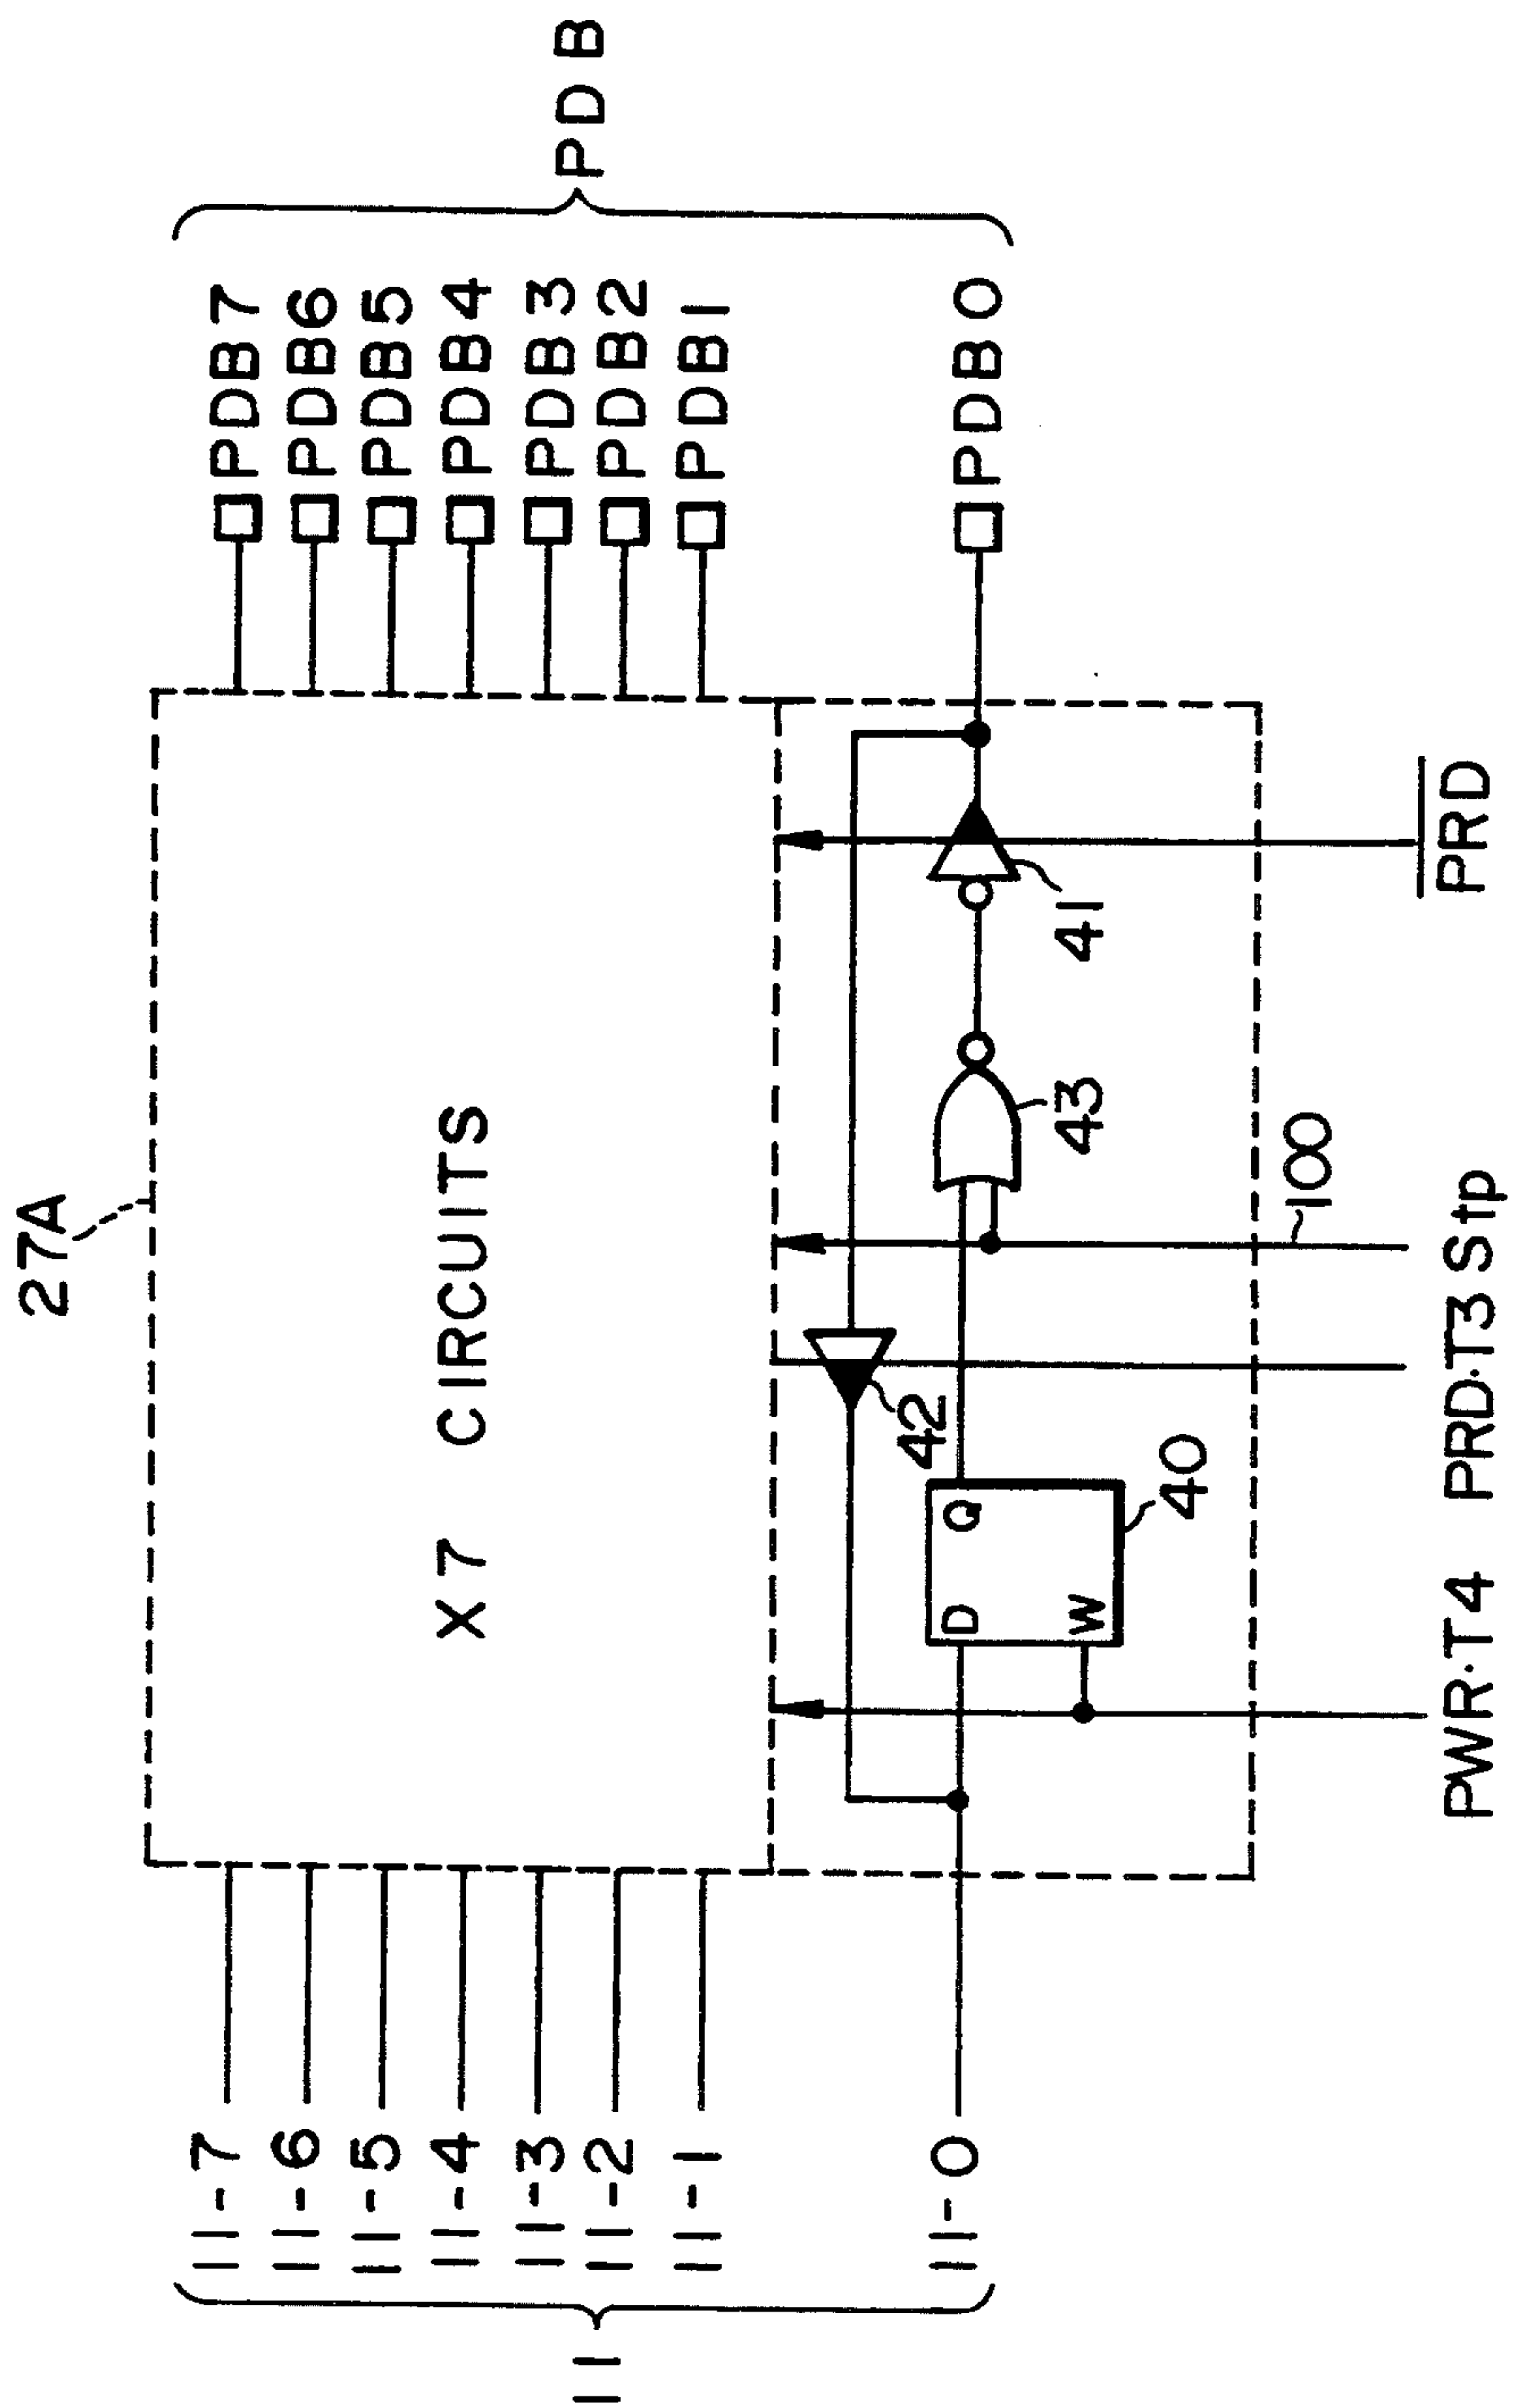 27A
11-7
11-6
11-5
11-4
11-3
11-2
11-1
11-0
11
X7 CIRCUITS
PDB7
PDB6
PDB5
PDB4
PDB3
PDB2
PDB1
PDB0
PDB
D
Q
W
40
42
43
41
100
PWR·T4
PRD·T3
Stp
PRD